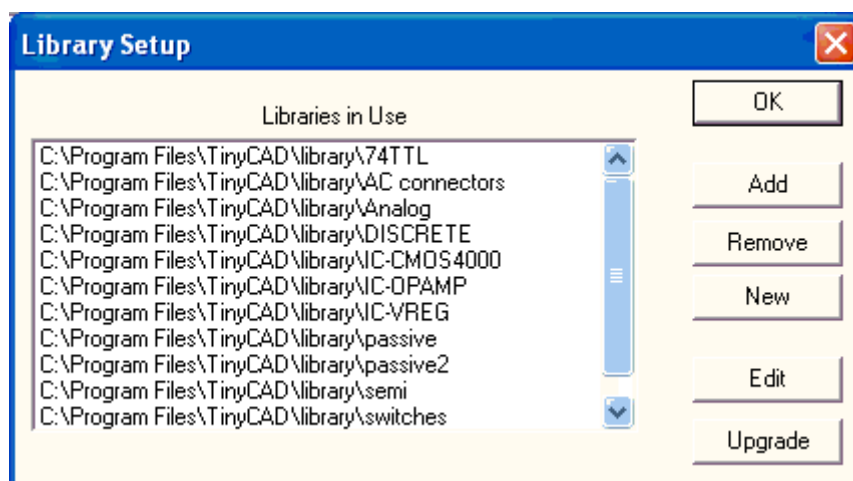 Library Setup
Libraries in Use
C:\Program Files\TinyCAD\library\74TTL
C:\Program Files\TinyCAD\library\AC connectors
C:\Program Files\TinyCAD\library\Analog
C:\Program Files\TinyCAD\library\DISCRETE
C:\Program Files\TinyCAD\library\IC-CMOS4000
C:\Program Files\TinyCAD\library\IC-OPAMP
C:\Program Files\TinyCAD\library\IC-VREG
C:\Program Files\TinyCAD\library\passive
C:\Program Files\TinyCAD\library\passive2
C:\Program Files\TinyCAD\library\semi
C:\Program Files\TinyCAD\library\switches
OK
Add
Remove
New
Edit
Upgrade